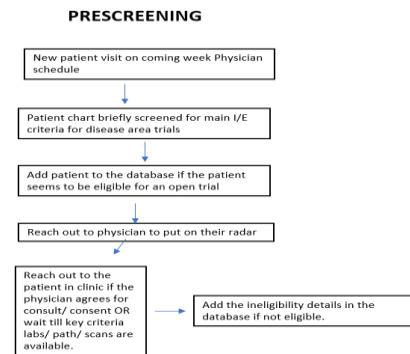 PRESCREENING
New patient visit on coming week Physician
schedule
Patient chart briefly screened for main I/E
criteria for disease area trials
Add patient to the database if the patient
seems to be eligible for an open trial
Reach out to physician to put on their radar
Reach out to the
patient in clinic if the
physician agrees for
consult/ consent OR
wait till key criteria
labs/ path/ scans are
available.
Add the ineligibility details in the
database if not eligible.